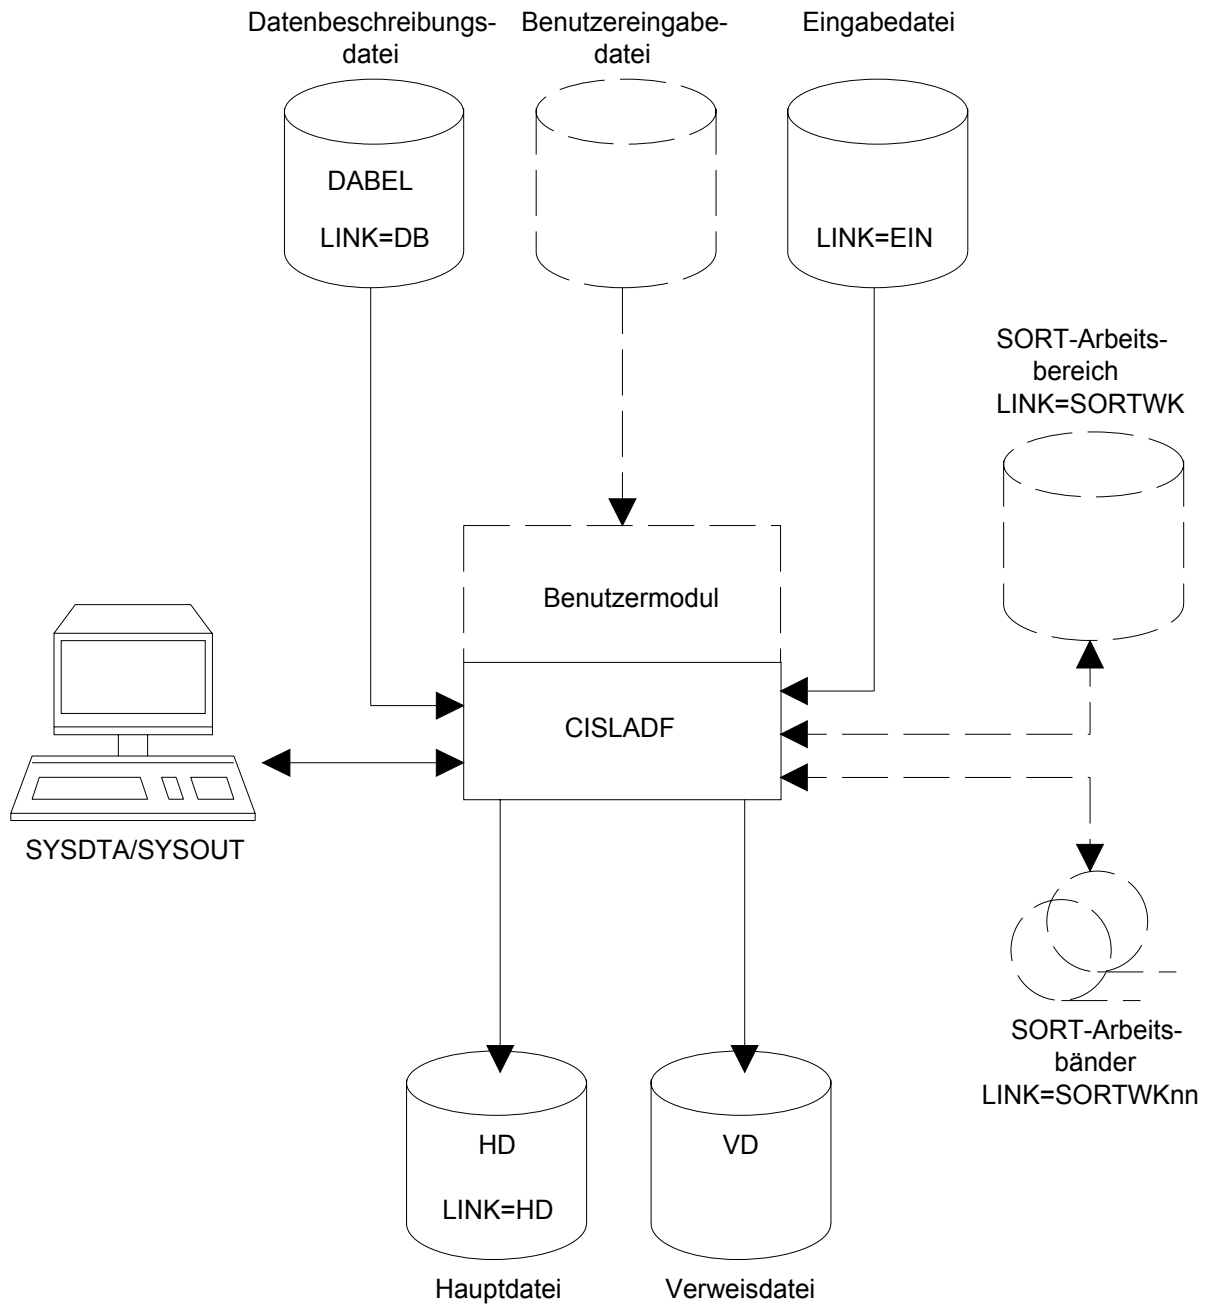 Datenbeschreibungs-
datei
Benutzereingabe-
datei
Eingabedatei
DABEL
LINK=DB
LINK=EIN
SORT-Arbeits-
bereich
LINK=SORTWK
Benutzermodul
CISLADF
SYSDTA/SYSOUT
SORT-Arbeits-
bänder
LINK=SORTWKnn
HD
LINK=HD
VD
Hauptdatei
Verweisdatei